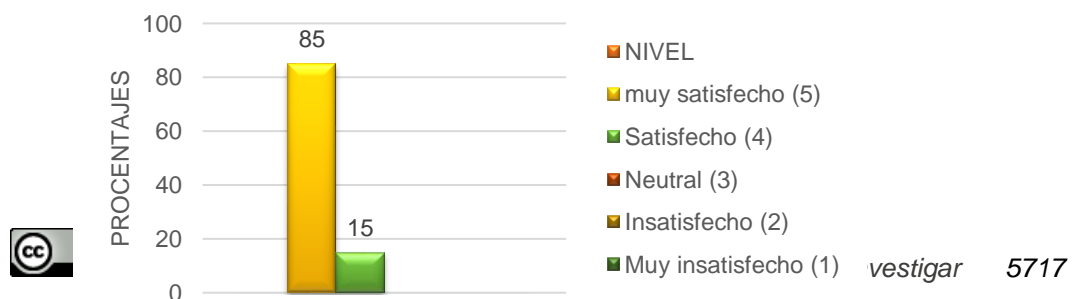 100
80
60
40
20
0
PROCENTAJES
85
15
NIVEL
muy satisfecho (5)
Satisfecho (4)
Neutral (3)
Insatisfecho (2)
Muy insatisfecho (1)
vestigar 5717
cc